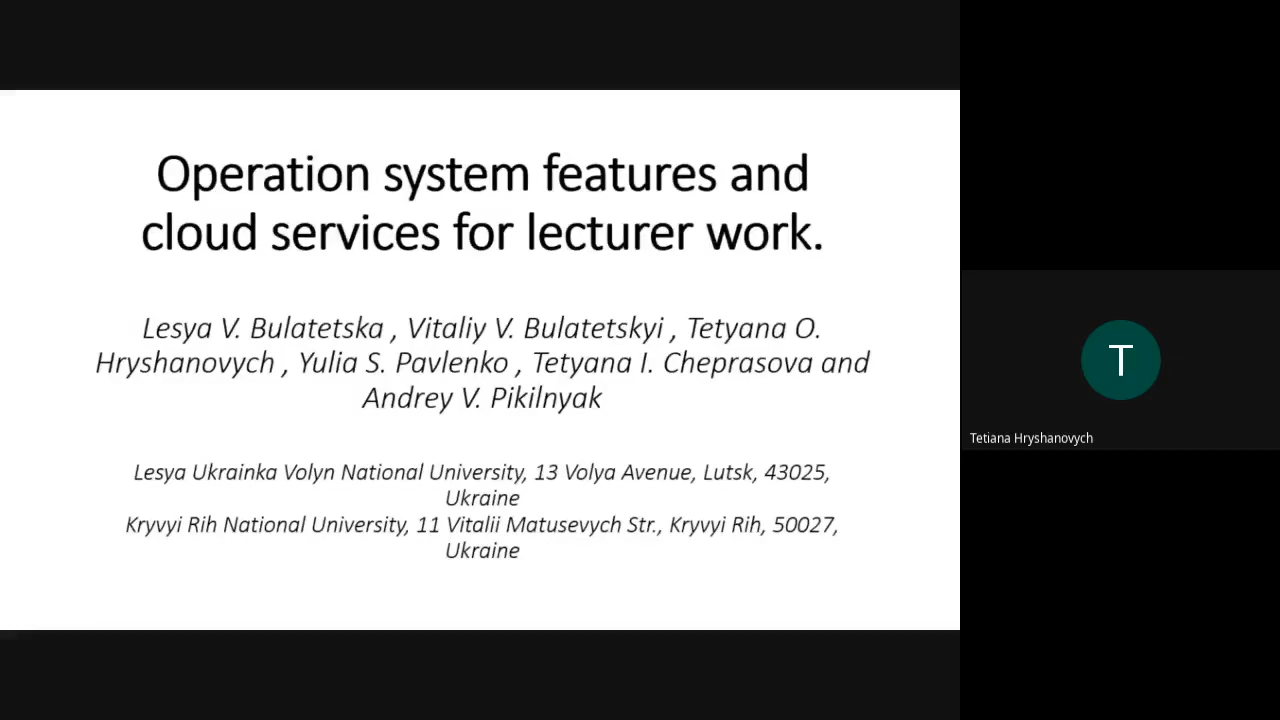 Operation system features and
cloud services for lecturer work.
Lesya V. Bulatetska , Vitaliy V. Bulatetskyi , Tetyana O.
Hryshanovych , Yulia S. Pavlenko , Tetyana I. Cheprasova and
Andrey V. Pikilnyak
Lesya Ukrainka Volyn National University, 13 Volya Avenue, Lutsk, 43025,
Ukraine
Kryvyi Rih National University, 11 Vitalii Matusevych Str., Kryvyi Rih, 50027,
Ukraine
T
Tetiana Hryshanovych